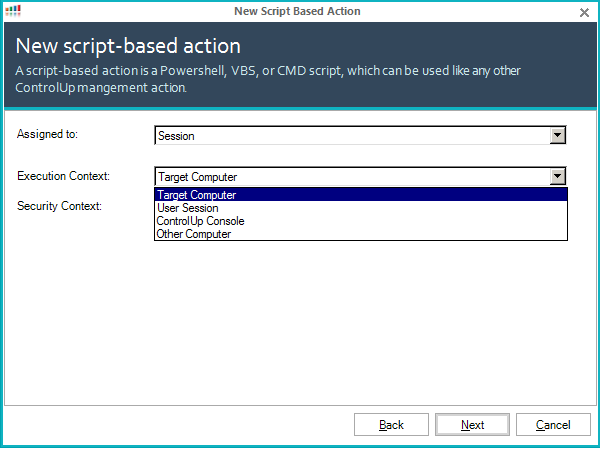 New Script Based Action
New script-based action
A script-based action is a Powershell, VBS, or CMD script, which can be used like any other
ControlUp mangement action.
Assigned to:
Session
Execution Context:
Target Computer
Target Computer
User Session
Security Context:
ControlUp Console
Other Computer
Back
Next
Cancel